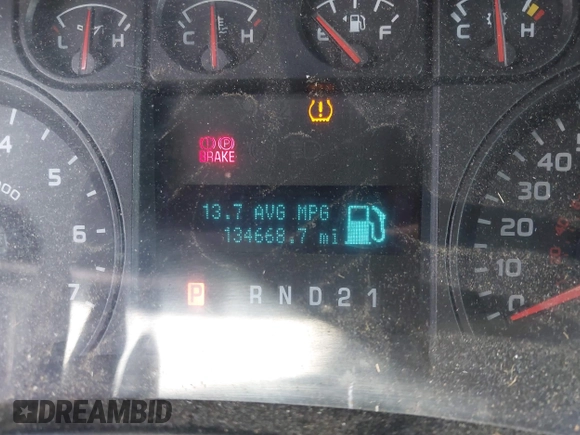 L H
C H
E F
C H
4
5
6
7
000
BRAKE
P
13.7 AVG MPG
134668.7 mi
P R N D 2 1
40
30
20
10
0
DREAMBID